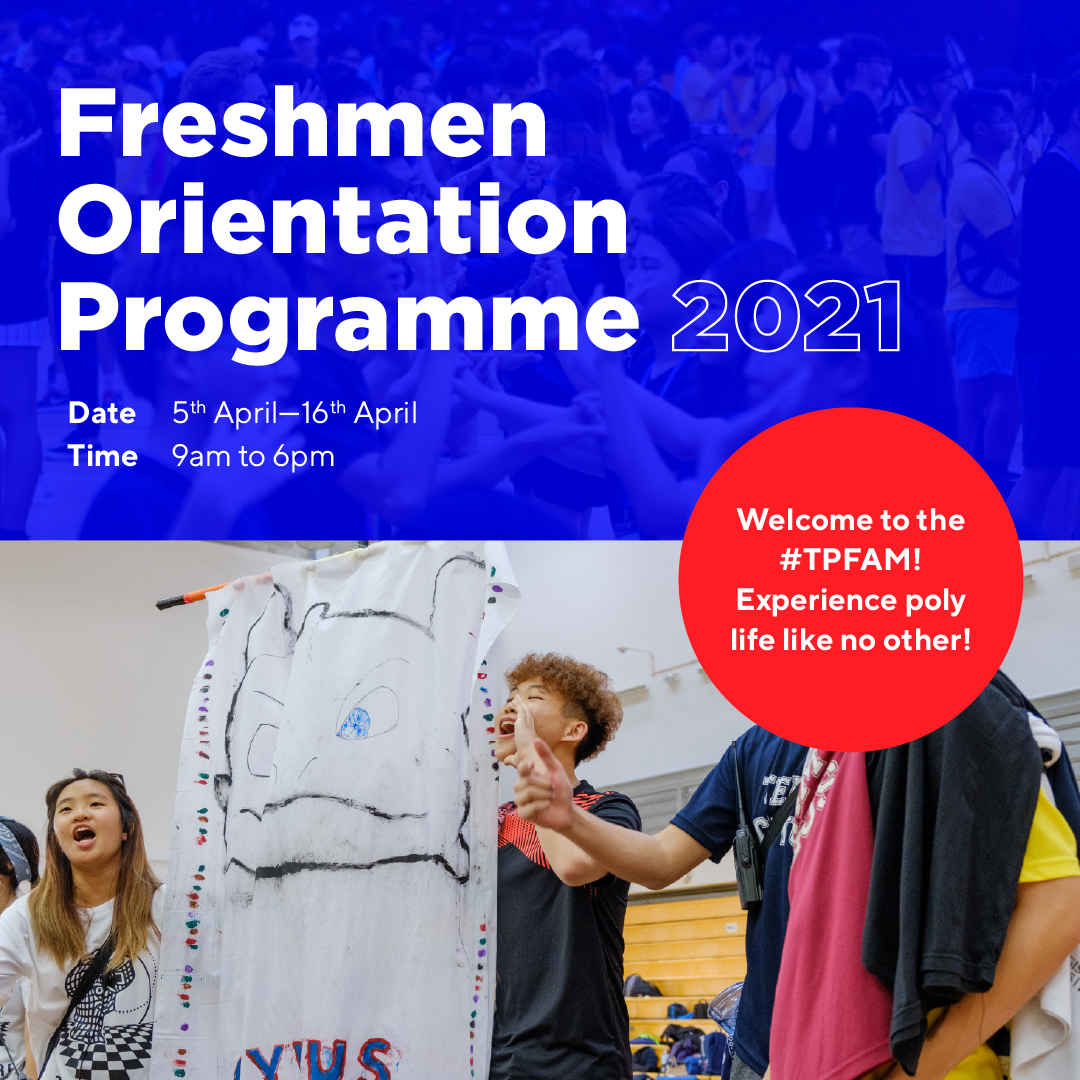 Freshmen
Orientation
Programme 2021
Date 5th April—16th April
Time 9am to 6pm
Welcome to the
#TPFAM!
Experience poly
life like no other!